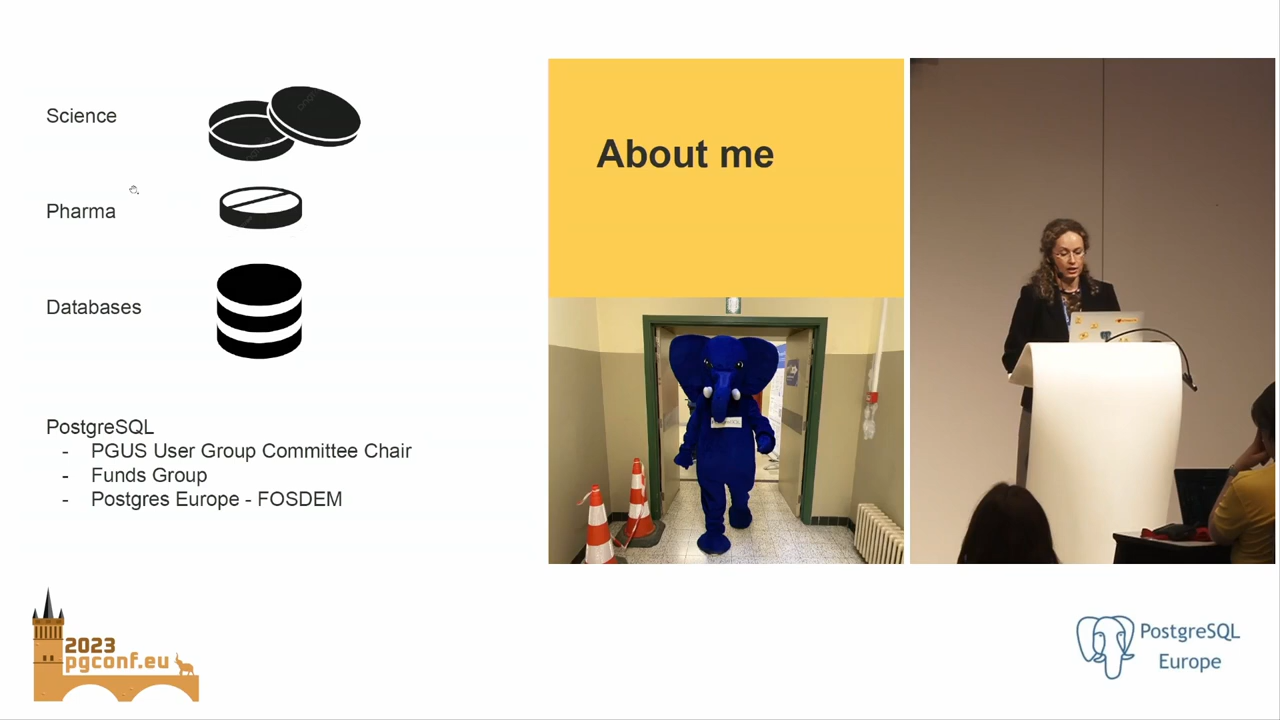 Science
Pharma
Databases
PostgreSQL
- PGUS User Group Committee Chair
- Funds Group
- Postgres Europe - FOSDEM
About me
2023
pgconf.eu
PostgreSQL
Europe